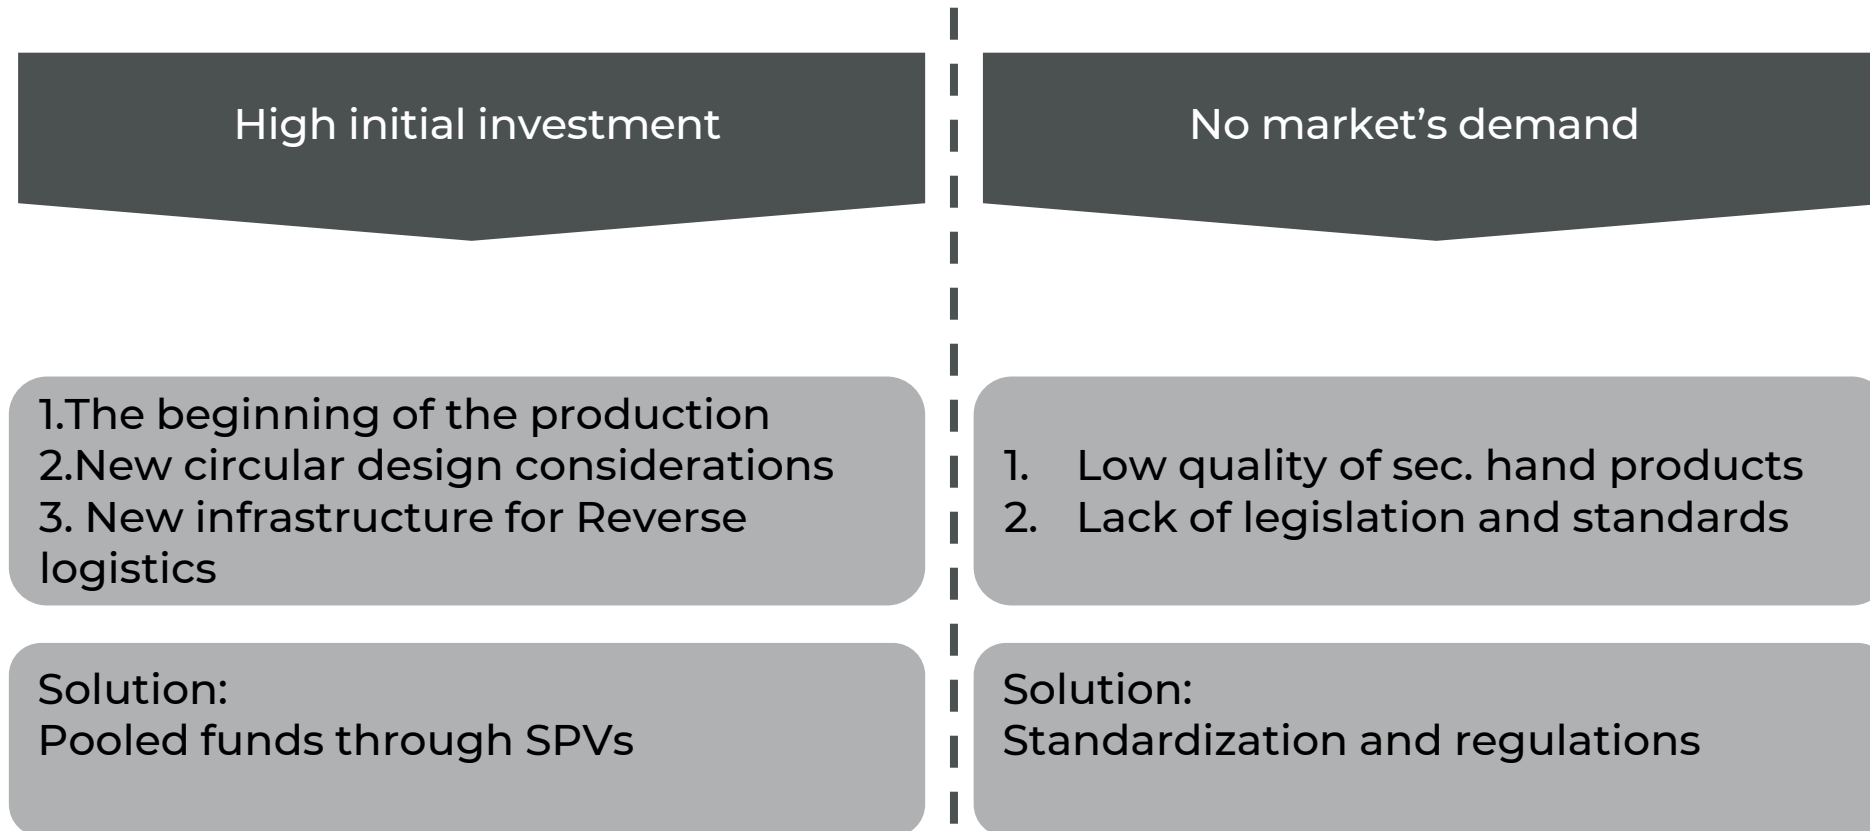 High initial investment
No market’s demand
1.The beginning of the production
2.New circular design considerations
3. New infrastructure for Reverse
logistics
1. Low quality of sec. hand products
2. Lack of legislation and standards
Solution:
Pooled funds through SPVs
Solution:
Standardization and regulations